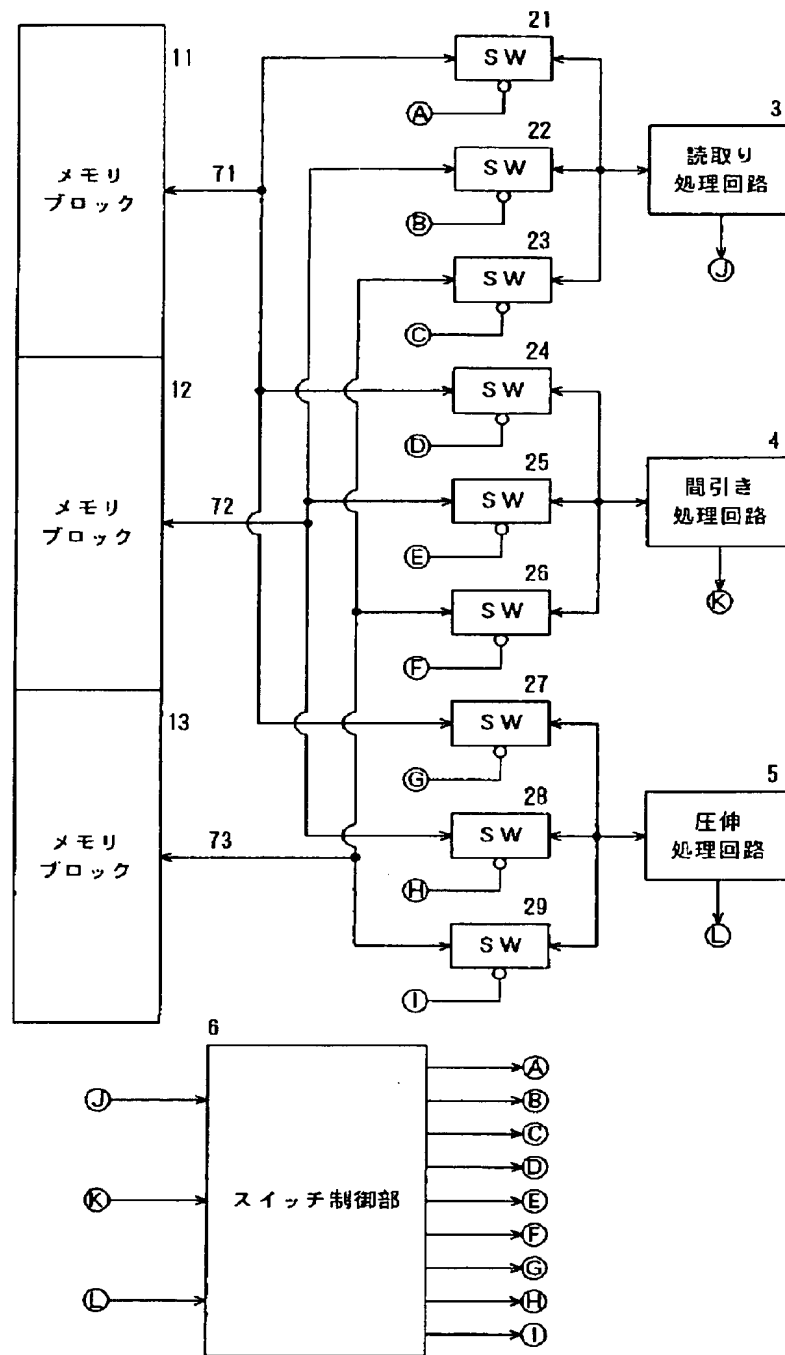 11
メモリ
ブロック
71
21
SW
Ⓐ
22
SW
Ⓑ
23
SW
Ⓒ
3
読取り
処理回路
Ⓙ
12
メモリ
ブロック
72
24
SW
Ⓓ
25
SW
Ⓔ
26
SW
Ⓕ
4
間引き
処理回路
Ⓚ
13
メモリ
ブロック
73
27
SW
Ⓖ
28
SW
Ⓗ
29
SW
Ⓘ
5
圧伸
処理回路
Ⓛ
6
Ⓙ
Ⓚ
Ⓛ
スイッチ制御部
Ⓐ
Ⓑ
Ⓒ
Ⓓ
Ⓔ
Ⓕ
Ⓖ
Ⓗ
Ⓘ